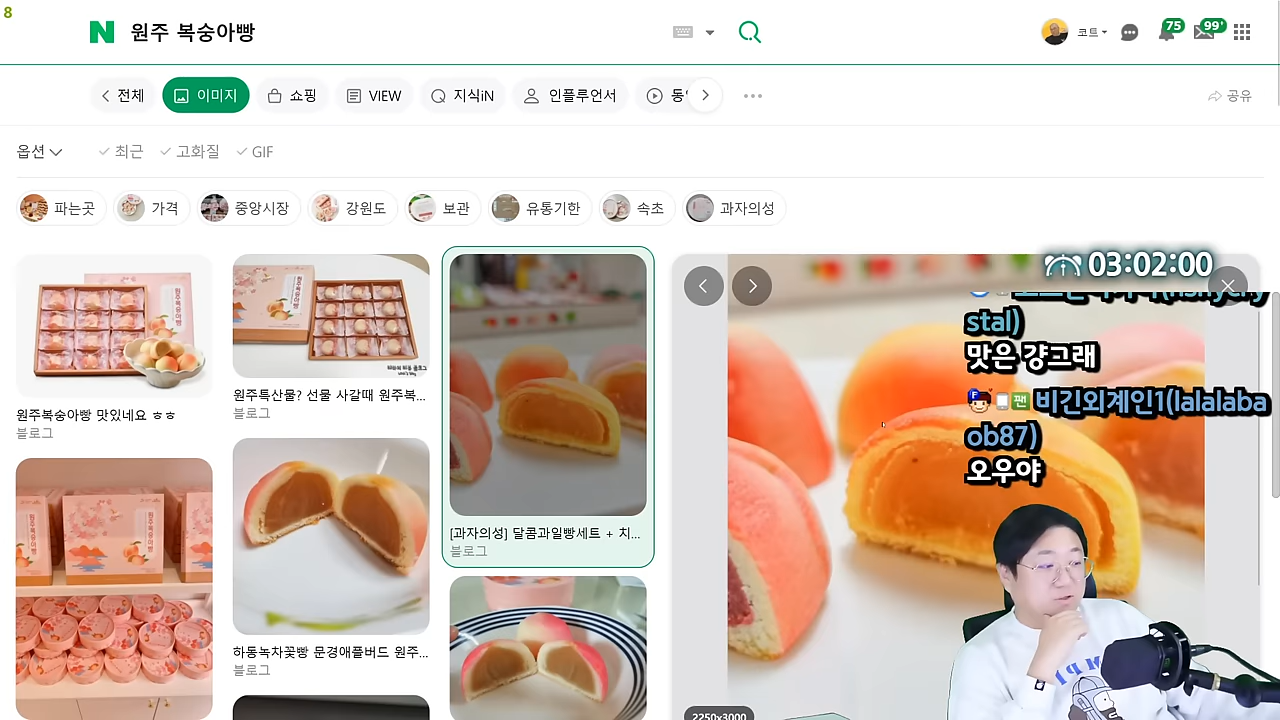 8
N 원주 복숭아빵
코트
75
99+
전체
이미지
쇼핑
VIEW
지식iN
인플루언서
공유
옵션
최근
고화질
GIF
파는곳
가격
중앙시장
강원도
보관
유통기한
속초
과자의성
03:02:00
stal)
맛은 걍그래
비긴외계인1(lalalaba
ob87)
오우야
원주복숭아빵 맛있네요 ㅎㅎ
블로그
원주특산물? 선물 사갈때 원주복...
블로그
[과자의성] 달콤과일빵세트 + 치...
블로그
하동녹차꽃빵 문경애플버드 원주...
블로그
원주복숭아빵
2250x3000